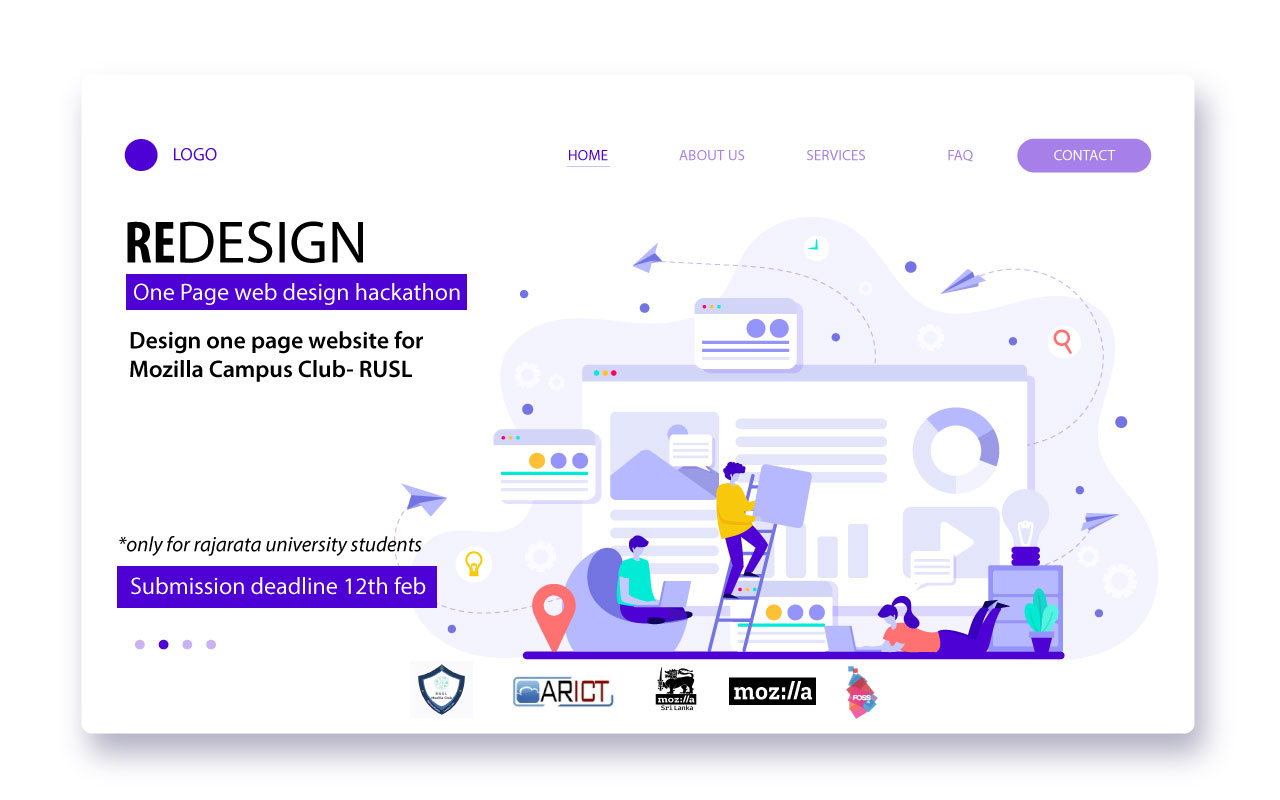 LOGO
HOME ABOUT US SERVICES FAQ CONTACT
REDESIGN
One Page web design hackathon
Design one page website for
Mozilla Campus Club- RUSL
*only for rajarata university students
Submission deadline 12th feb
RUSL
Mozilla Club
ARICT
moz://a
Sri Lanka
moz://a
FOSS